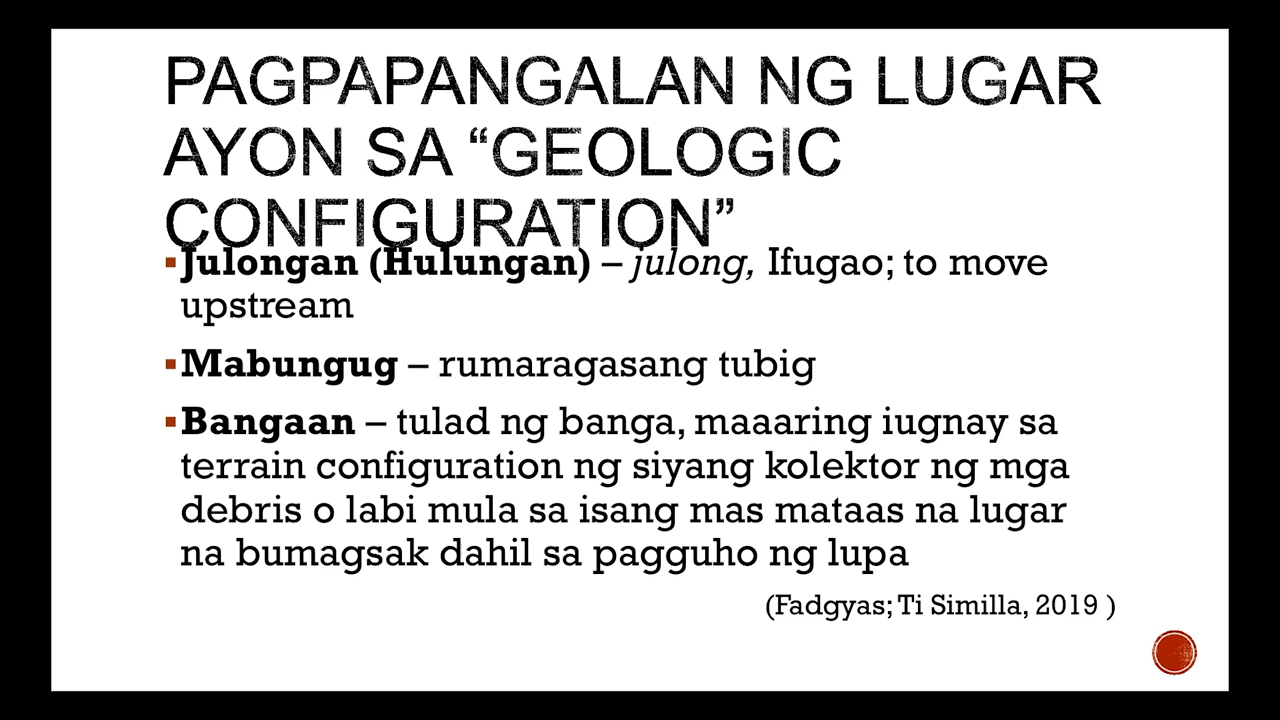 PAGPAPANGALAN NG LUGAR
AYON SA “GEOLOGIC
CONFIGURATION”
▪Julongan (Hulungan) – julong, Ifugao; to move
upstream
▪Mabungug – rumaragasang tubig
▪Bangaan – tulad ng banga, maaaring iugnay sa
terrain configuration ng siyang kolektor ng mga
debris o labi mula sa isang mas mataas na lugar
na bumagsak dahil sa pagguho ng lupa
(Fadgyas; Ti Similla, 2019 )